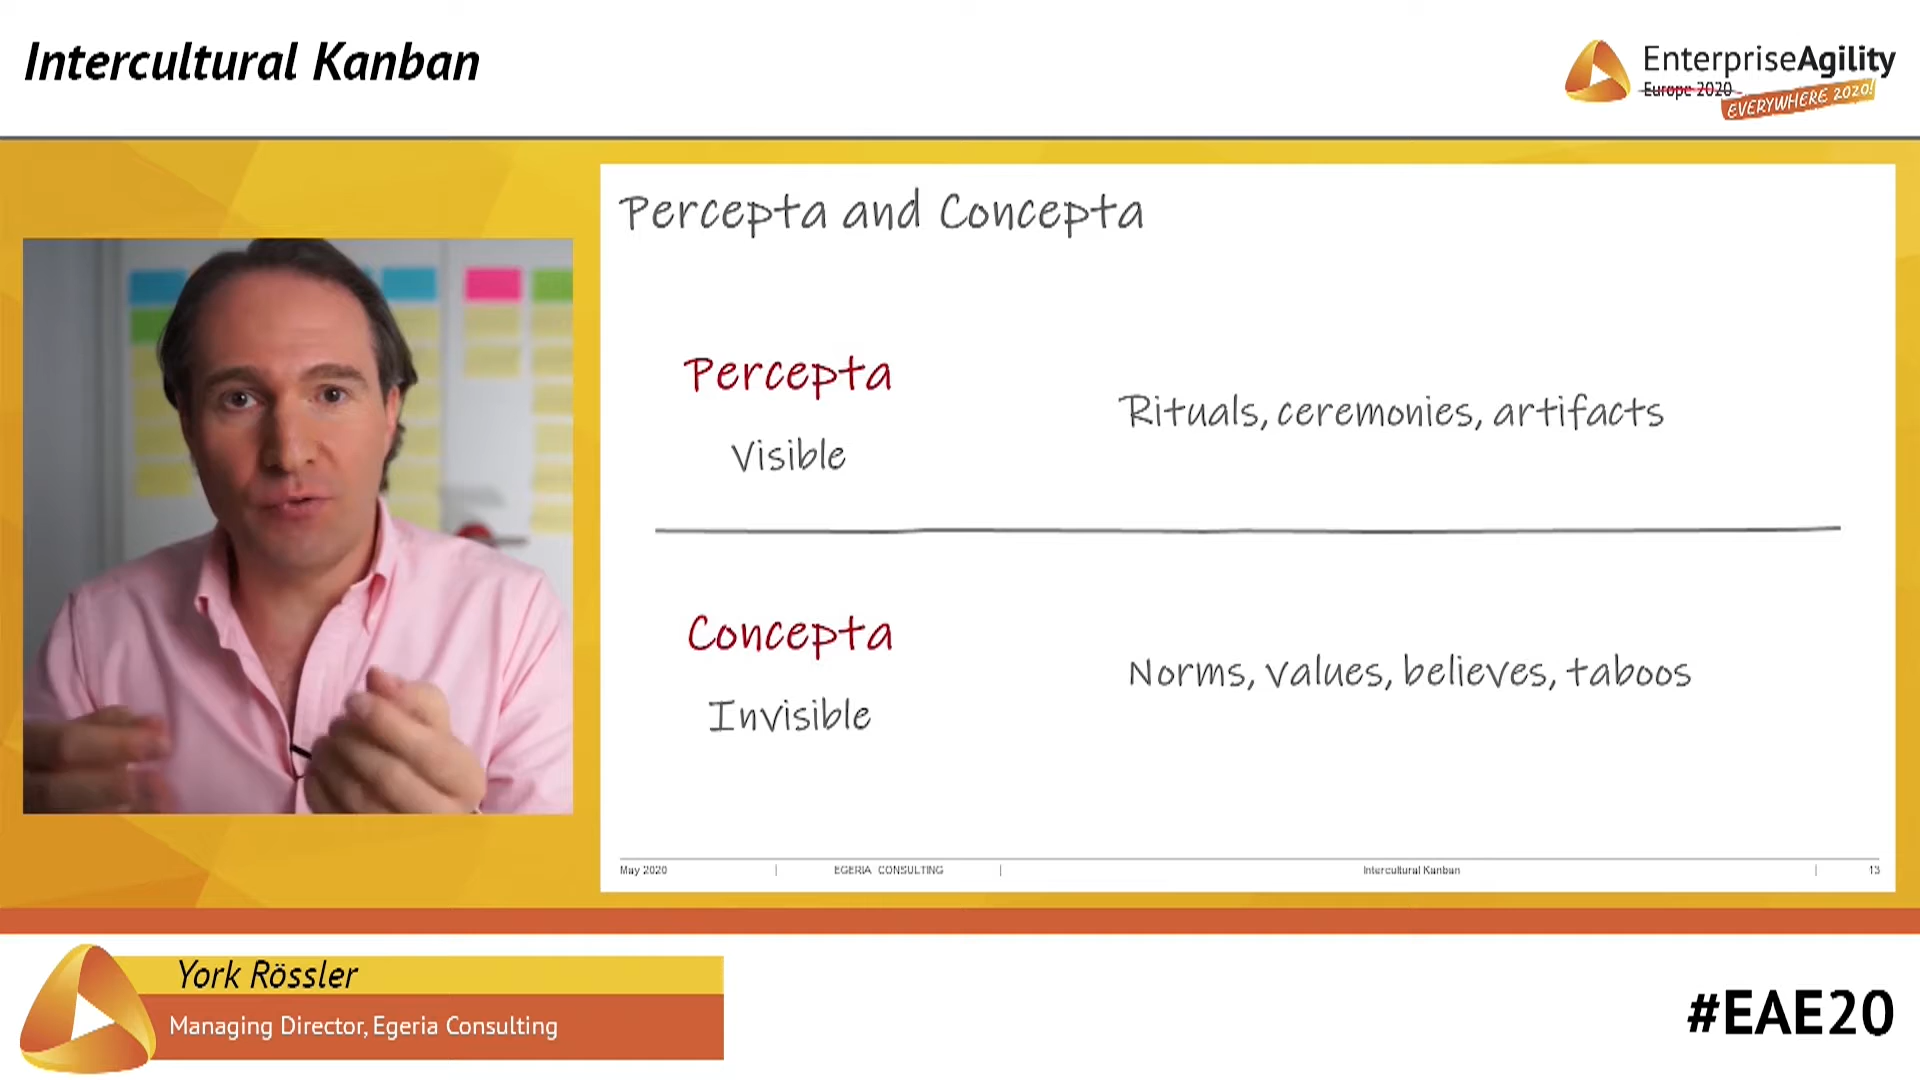 Intercultural Kanban
EnterpriseAgility
Europe 2020
EVERYWHERE 2020!
Percepta and Concepta
Percepta
Visible
Rituals, ceremonies, artifacts
Concepta
Invisible
Norms, values, believes, taboos
May 2020 | EGERIA CONSULTING | Intercultural Kanban | 13
York Rössler
Managing Director, Egeria Consulting
#EAE20